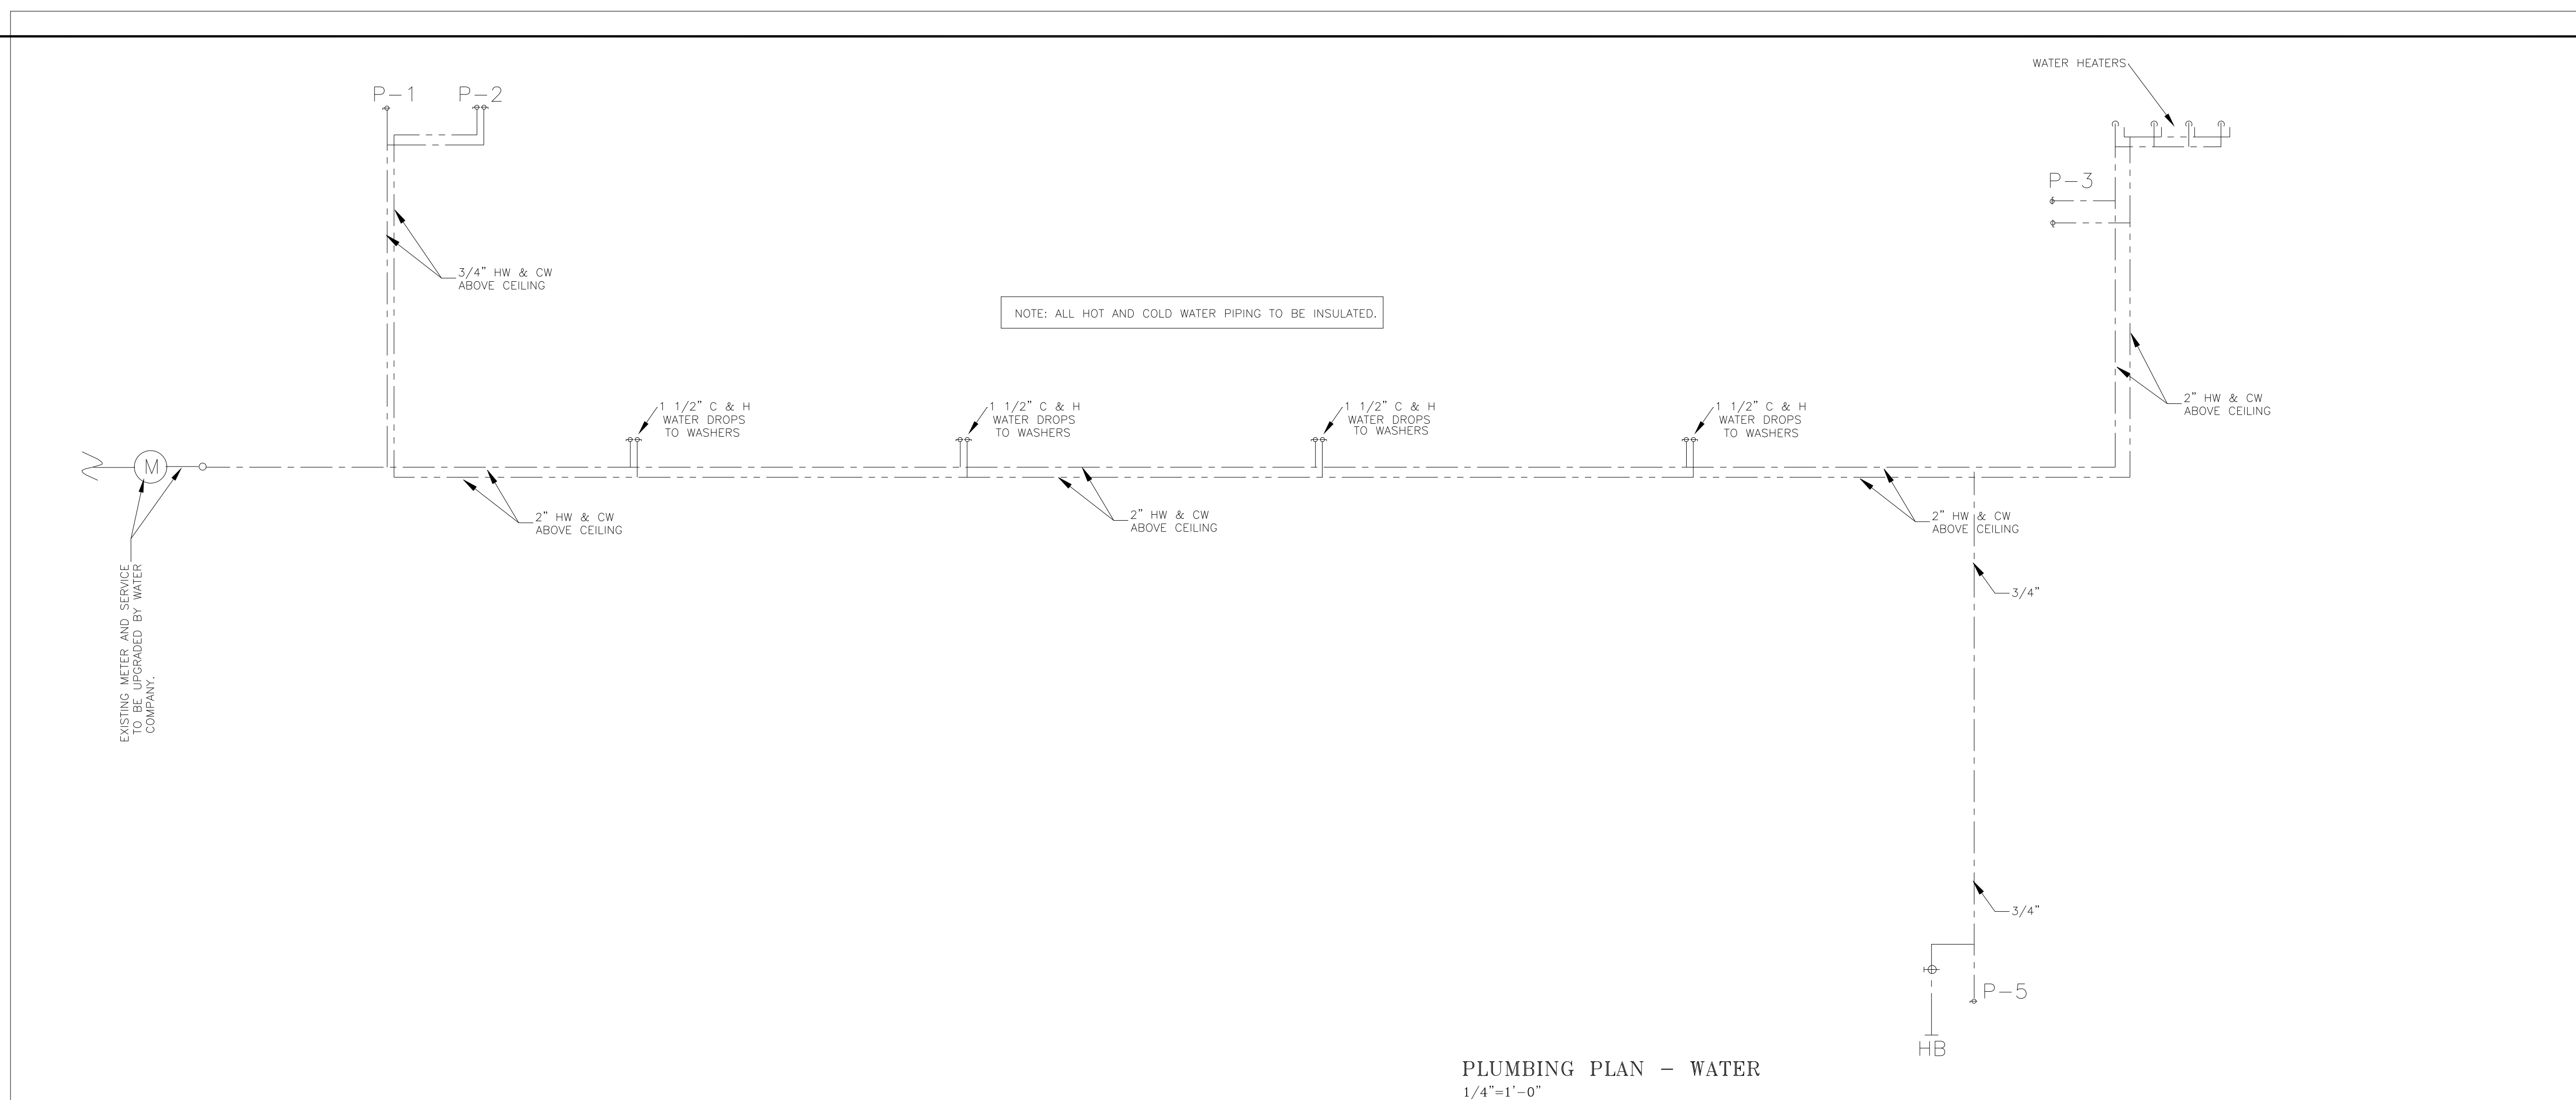 WATER HEATERS
P-1
P-2
P-3
3/4" HW & CW
ABOVE CEILING
NOTE: ALL HOT AND COLD WATER PIPING TO BE INSULATED.
1 1/2" C & H
WATER DROPS
TO WASHERS
1 1/2" C & H
WATER DROPS
TO WASHERS
1 1/2" C & H
WATER DROPS
TO WASHERS
1 1/2" C & H
WATER DROPS
TO WASHERS
2" HW & CW
ABOVE CEILING
M
2" HW & CW
ABOVE CEILING
2" HW & CW
ABOVE CEILING
2" HW & CW
ABOVE CEILING
EXISTING METER AND SERVICE
TO BE UPGRADED BY WATER
COMPANY.
3/4"
3/4"
P-5
HB
PLUMBING PLAN - WATER
1/4"=1'-0"